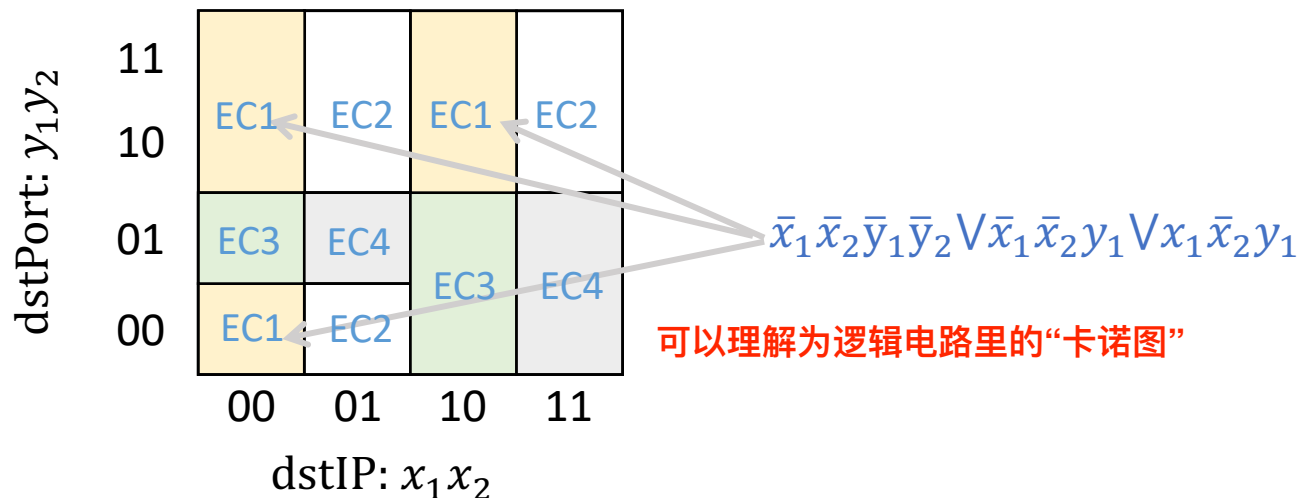 dstPort: y₁y₂
11
10
01
00
EC1 EC2 EC1 EC2
EC3 EC4
EC3 EC4
EC1 EC2
00 01 10 11
dstIP: x₁x₂
x̄₁x̄₂ȳ₁ȳ₂⋁x̄₁x̄₂y₁⋁x₁x̄₂y₁
可以理解为逻辑电路里的“卡诺图”